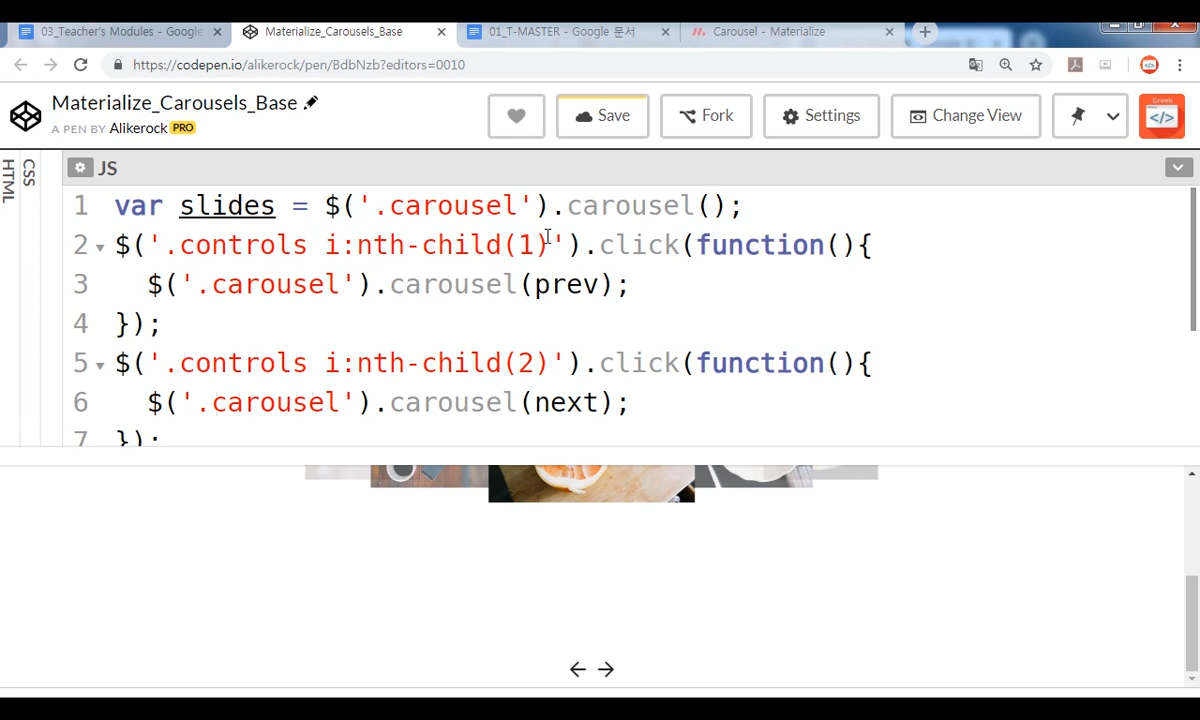 03_Teacher's Modules - Google
Materialize_Carousels_Base
01_T-MASTER - Google 문서
Carousel - Materialize
https://codepen.io/alikerock/pen/BdbNzb?editors=0010
Materialize_Carousels_Base
A PEN BY Alikerock PRO
Save
Fork
Settings
Change View
Ezweb
</>
HTML
CSS
JS
1 var slides = $('.carousel').carousel();
2 $('.controls i:nth-child(1)').click(function(){
3 $('.carousel').carousel(prev);
4 });
5 $('.controls i:nth-child(2)').click(function(){
6 $('.carousel').carousel(next);
7 });